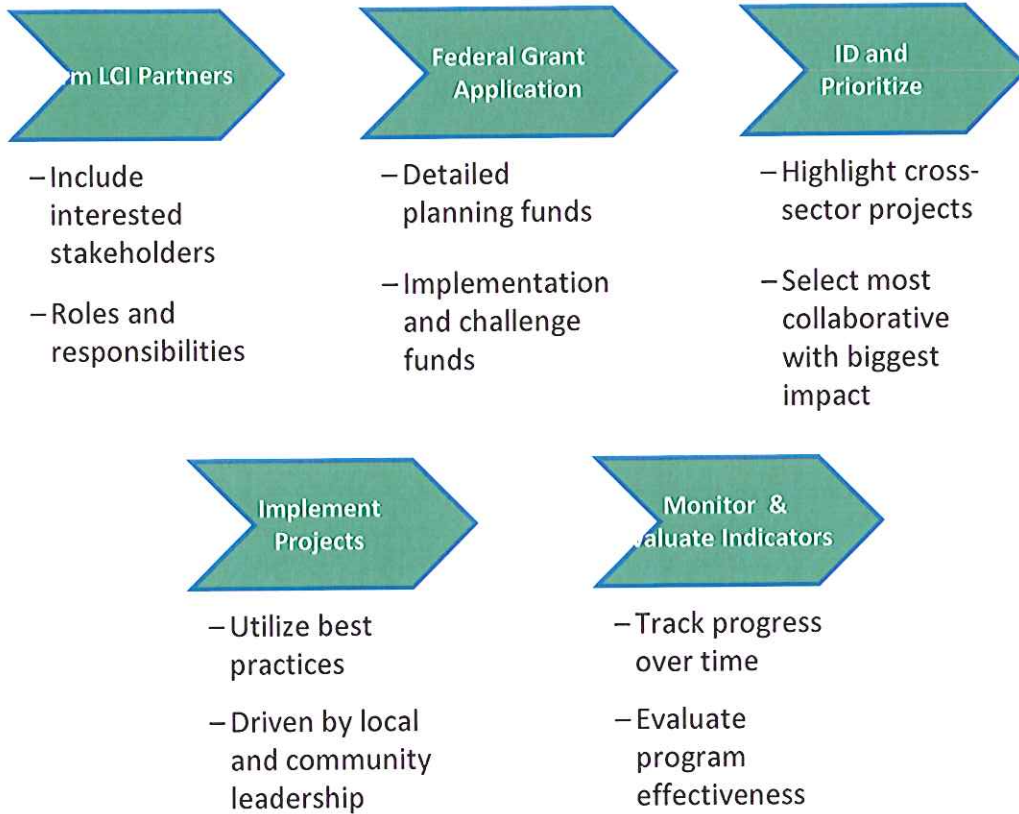 LCI Partners
– Include
interested
stakeholders
– Roles and
responsibilities
Federal Grant
Application
– Detailed
planning funds
– Implementation
and challenge
funds
ID and
Prioritize
– Highlight cross-
sector projects
– Select most
collaborative
with biggest
impact
Implement
Projects
– Utilize best
practices
– Driven by local
and community
leadership
Monitor &
Indicators
– Track progress
over time
– Evaluate
program
effectiveness